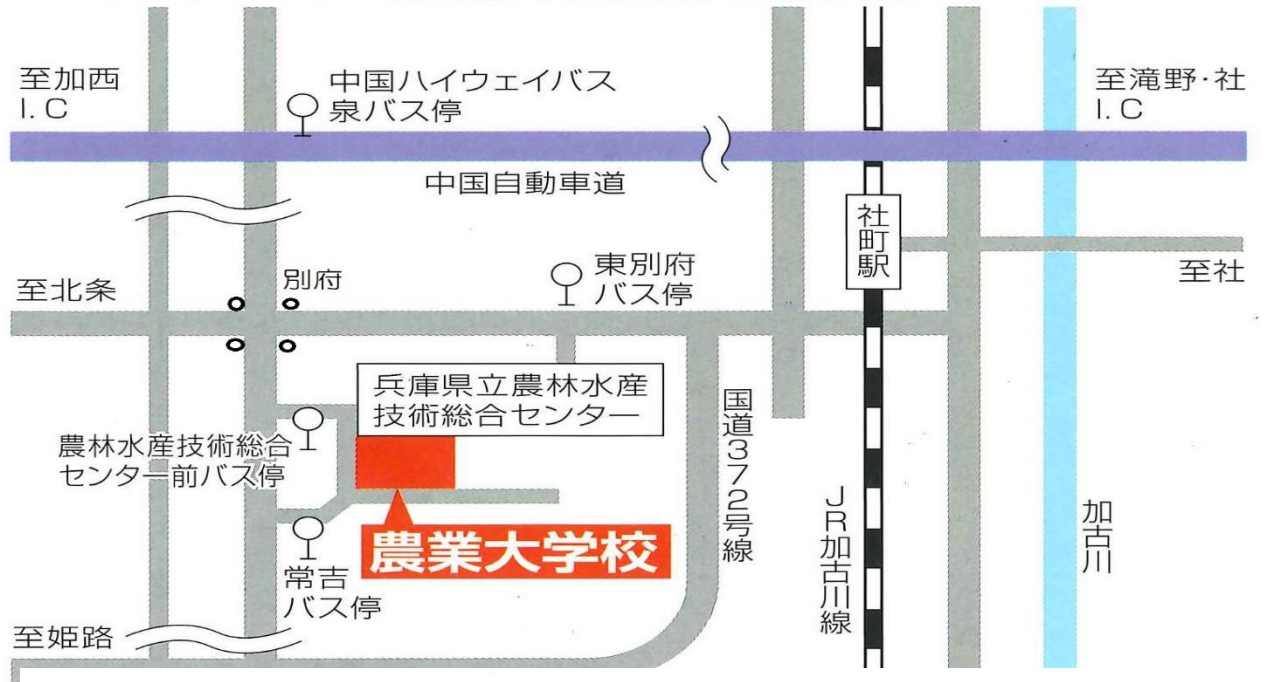 至加西
I.C
中国ハイウェイバス
泉バス停
至滝野・社
I.C
中国自動車道
社町駅
至社
東別府
バス停
別府
至北条
兵庫県立農林水産
技術総合センター
農林水産技術総合
センター前バス停
農業大学校
常吉
バス停
至姫路
国道372号線
JR加古川線
加古川